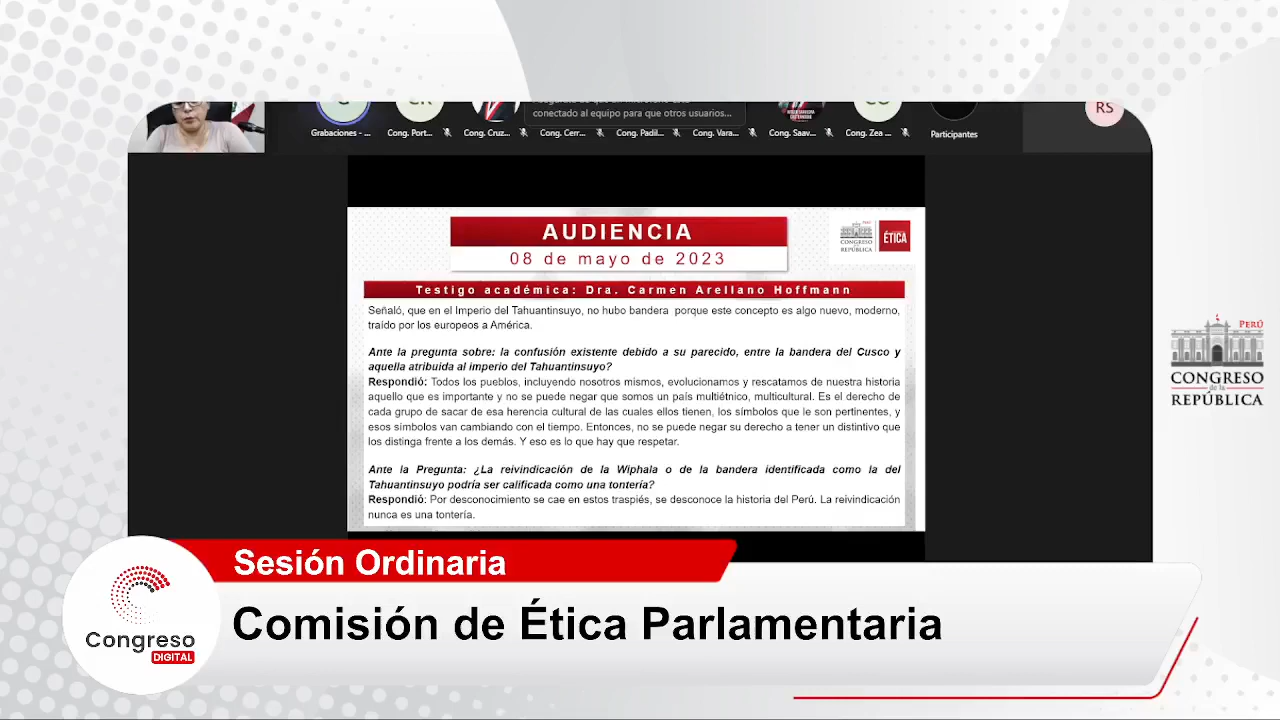 conectado al equipo para que otros usuarios...
RS
Grabaciones - ...
Cong. Port...
Cong. Cruz...
Cong. Cerr...
Cong. Padil...
Cong. Vara...
Cong. Saav...
Cong. Zea ...
Participantes
AUDIENCIA
08 de mayo de 2023
PERÚ
CONGRESO
REPÚBLICA
ÉTICA
Testigo académica: Dra. Carmen Arellano Hoffmann
Señaló, que en el Imperio del Tahuantinsuyo, no hubo bandera porque este concepto es algo nuevo, moderno,
traído por los europeos a América.
Ante la pregunta sobre: la confusión existente debido a su parecido, entre la bandera del Cusco y
aquella atribuida al imperio del Tahuantinsuyo?
Respondió: Todos los pueblos, incluyendo nosotros mismos, evolucionamos y rescatamos de nuestra historia
aquello que es importante y no se puede negar que somos un país multiétnico, multicultural. Es el derecho de
cada grupo de sacar de esa herencia cultural de las cuales ellos tienen, los símbolos que le son pertinentes, y
esos símbolos van cambiando con el tiempo. Entonces, no se puede negar su derecho a tener un distintivo que
los distinga frente a los demás. Y eso es lo que hay que respetar.
Ante la Pregunta: ¿La reivindicación de la Wiphala o de la bandera identificada como la del
Tahuantinsuyo podría ser calificada como una tontería?
Respondió: Por desconocimiento se cae en estos traspiés, se desconoce la historia del Perú. La reivindicación
nunca es una tontería.
PERÚ
CONGRESO
de la
REPÚBLICA
Sesión Ordinaria
Comisión de Ética Parlamentaria
Congreso
DIGITAL